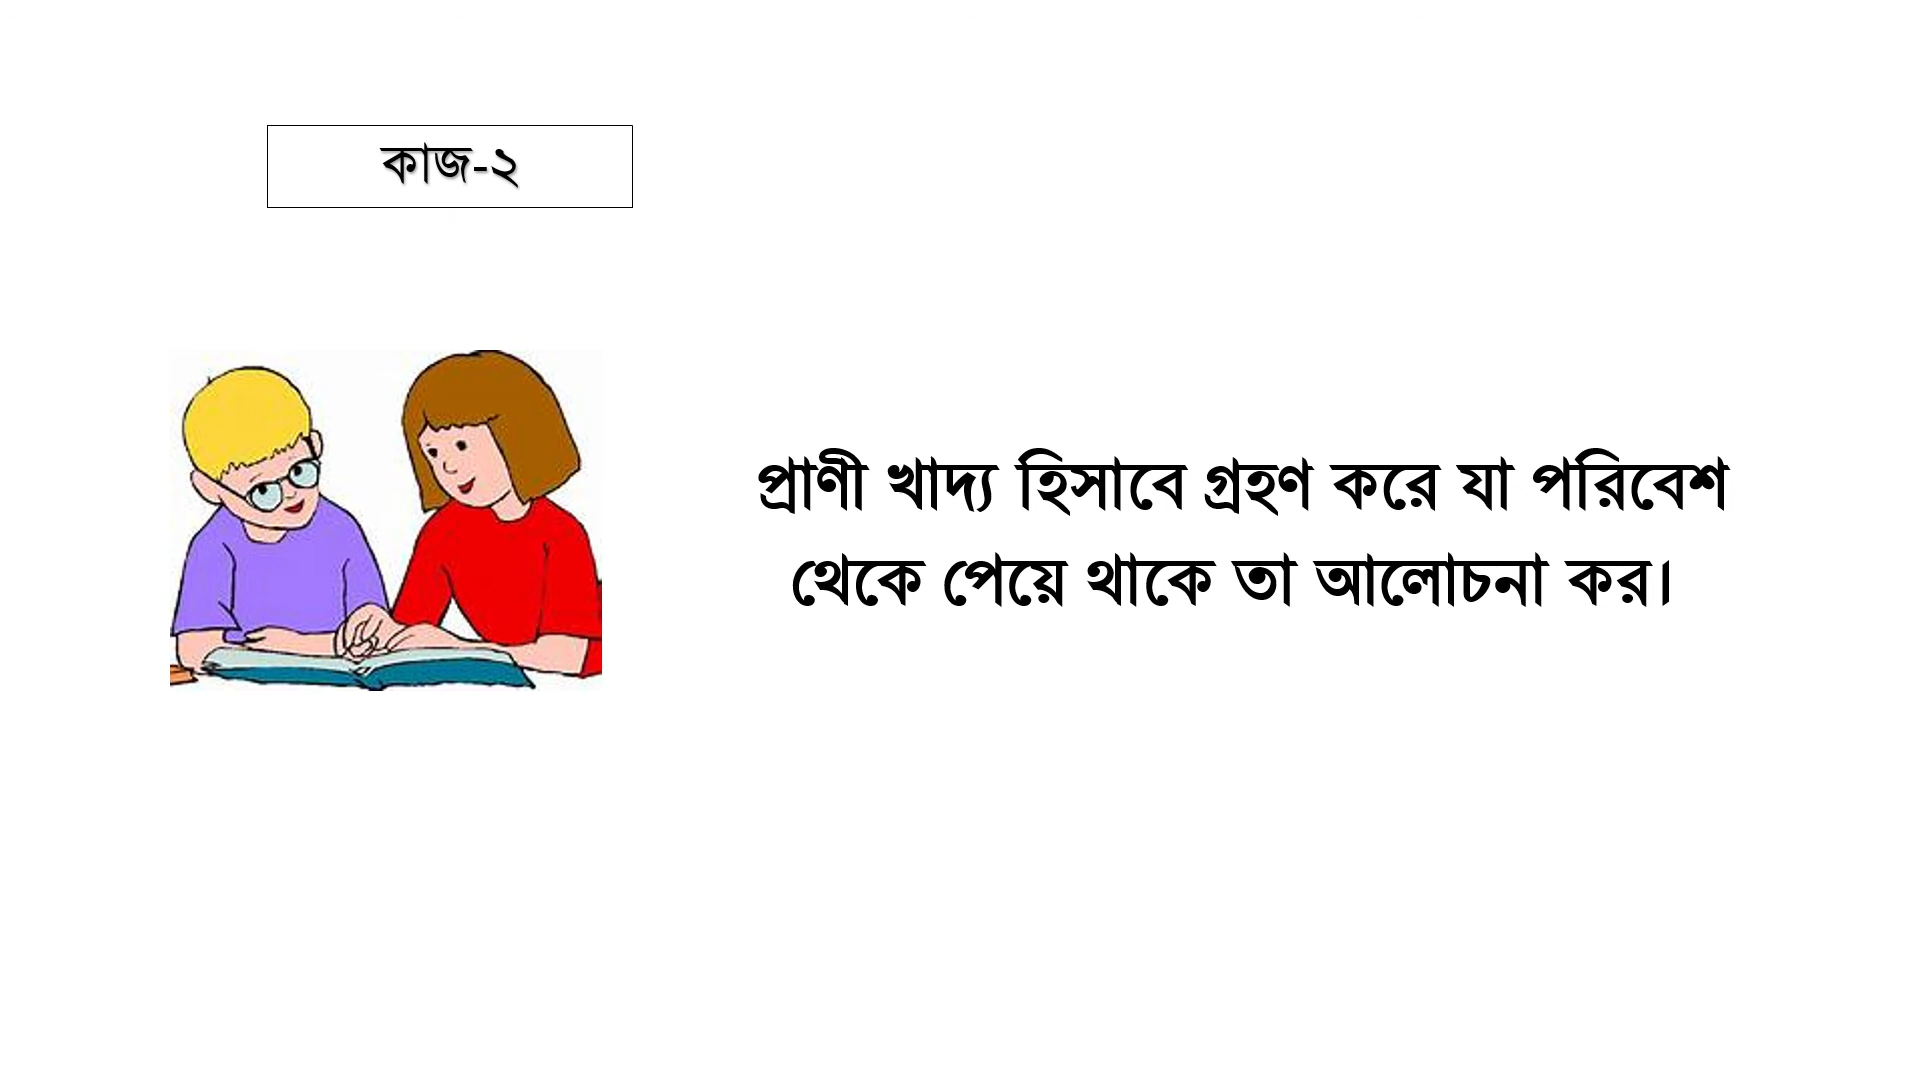 কাজ-২
প্রাণী খাদ্য হিসাবে গ্রহণ করে যা পরিবেশ
থেকে পেয়ে থাকে তা আলোচনা কর।